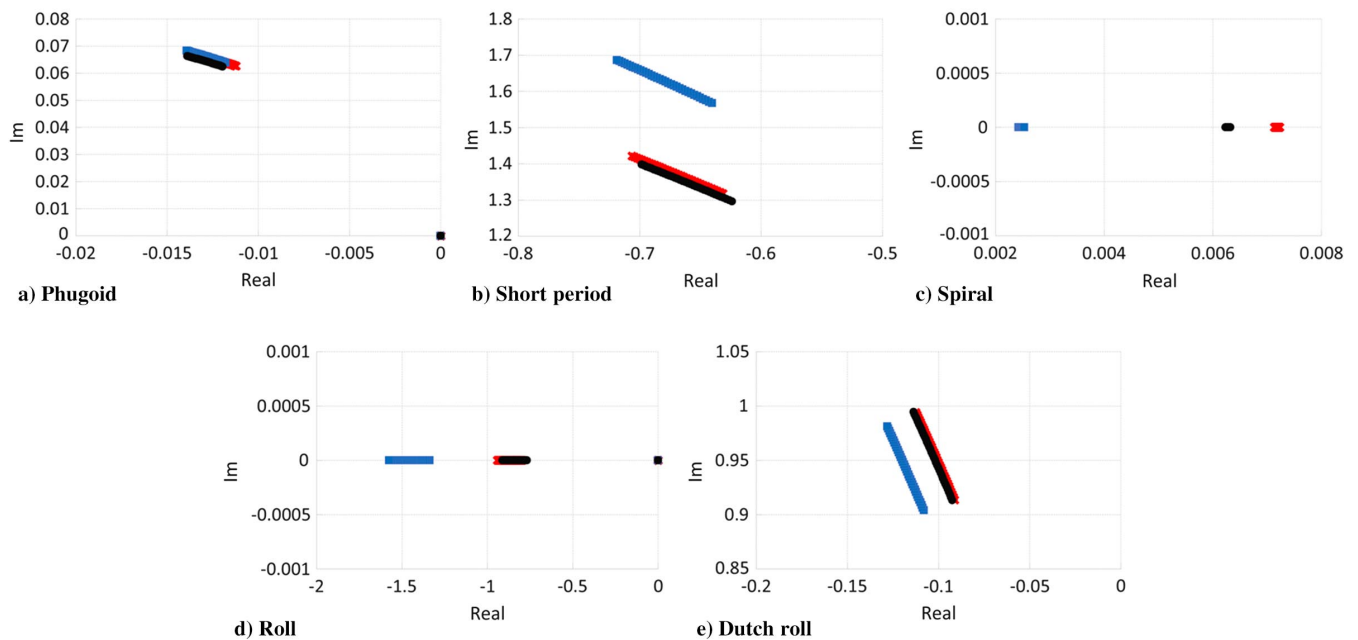 0.08
0.07
0.06
0.05
0.04
0.03
0.02
0.01
0
Im
-0.02 -0.015 -0.01 -0.005 0
Real
a) Phugoid
1.8
1.7
1.6
1.5
1.4
1.3
1.2
Im
-0.8 -0.7 -0.6 -0.5
Real
b) Short period
0.001
0.0005
0
-0.0005
-0.001
Im
0.002 0.004 0.006 0.008
Real
c) Spiral
0.001
0.0005
0
-0.0005
-0.001
Im
-2 -1.5 -1 -0.5 0
Real
d) Roll
1.05
1
0.95
0.9
0.85
Im
-0.2 -0.15 -0.1 -0.05 0
Real
e) Dutch roll